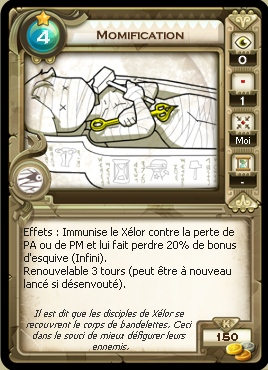 4
Momification
0
1
Moi
-
Effets : Immunise le Xélor contre la perte de
PA ou de PM et lui fait perdre 20% de bonus
d'esquive (Infini).
Renouvelable 3 tours (peut être à nouveau
lancé si désenvouté).
Il est dit que les disciples de Xélor se
recouvrent le corps de bandelettes. Ceci
dans le souci de mieux défigurer leurs
ennemis.
K
150